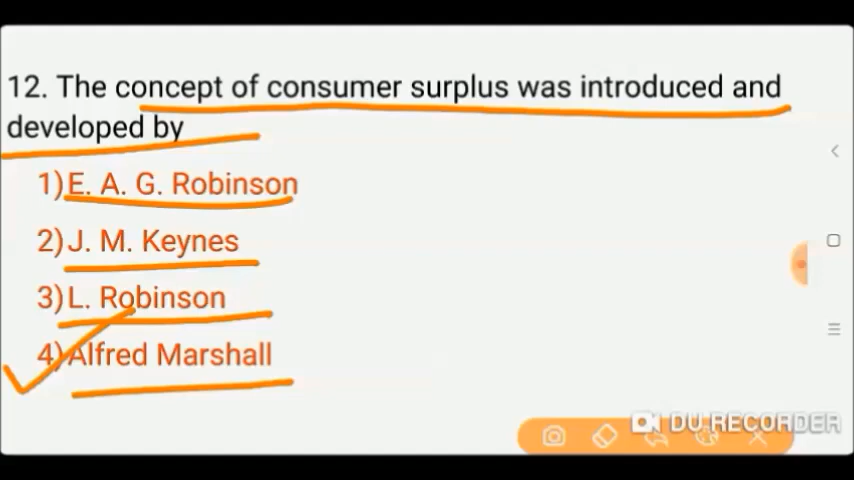 12. The concept of consumer surplus was introduced and
developed by
1) E. A. G. Robinson
2) J. M. Keynes
3) L. Robinson
4) Alfred Marshall
DU RECORDER